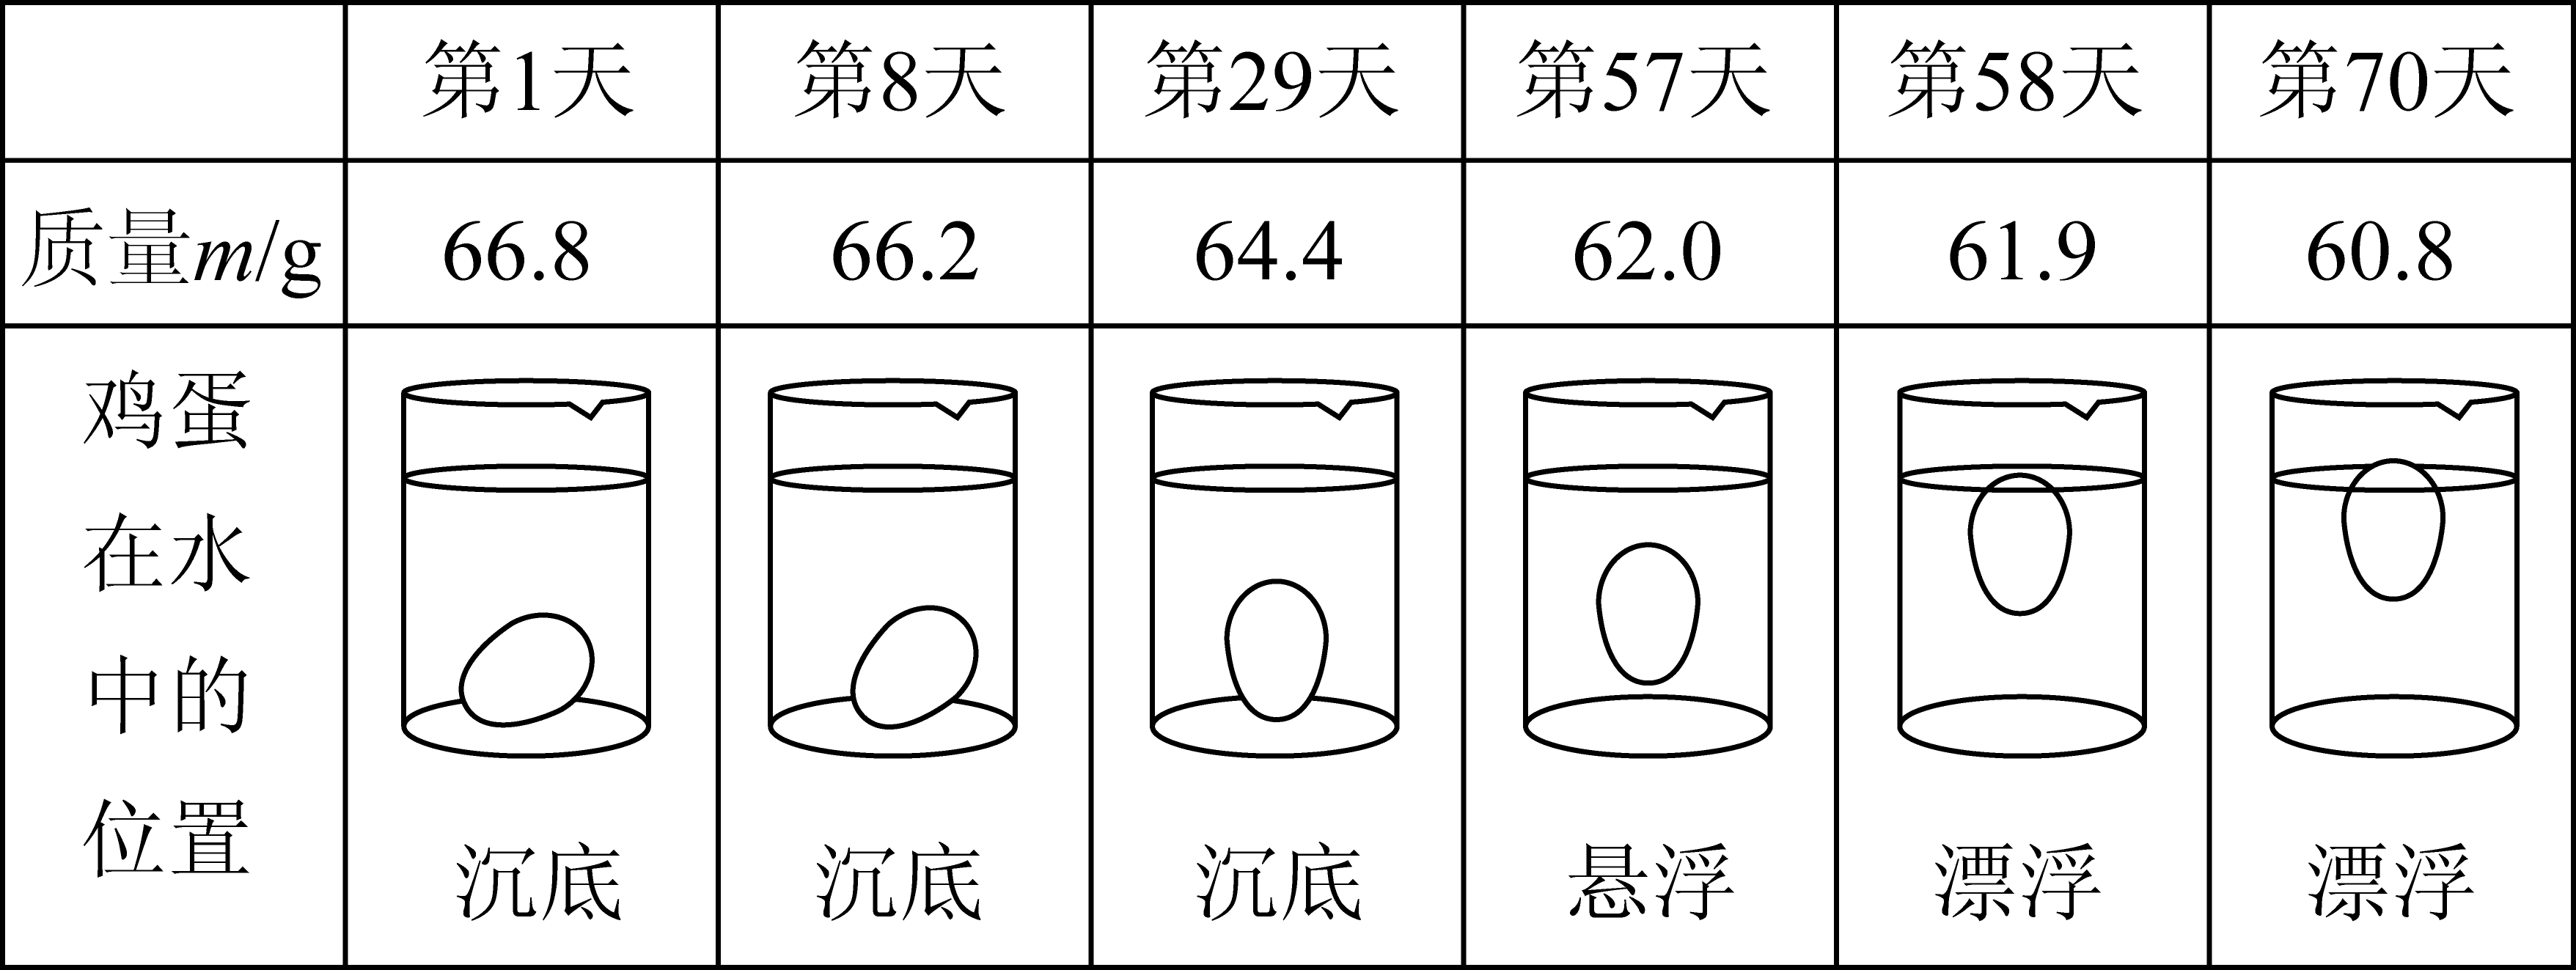 第1天 第8天 第29天 第57天 第58天 第70天
质量m/g 66.8 66.2 64.4 62.0 61.9 60.8
鸡蛋
在水
中的
位置
沉底 沉底 沉底 悬浮 漂浮 漂浮